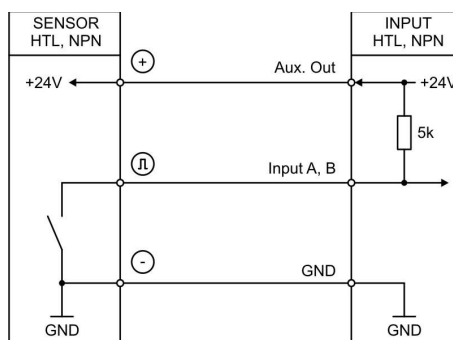 SENSOR
HTL, NPN
INPUT
HTL, NPN
+
Aux. Out
+24V
+24V
5k
Input A, B
-
GND
GND
GND